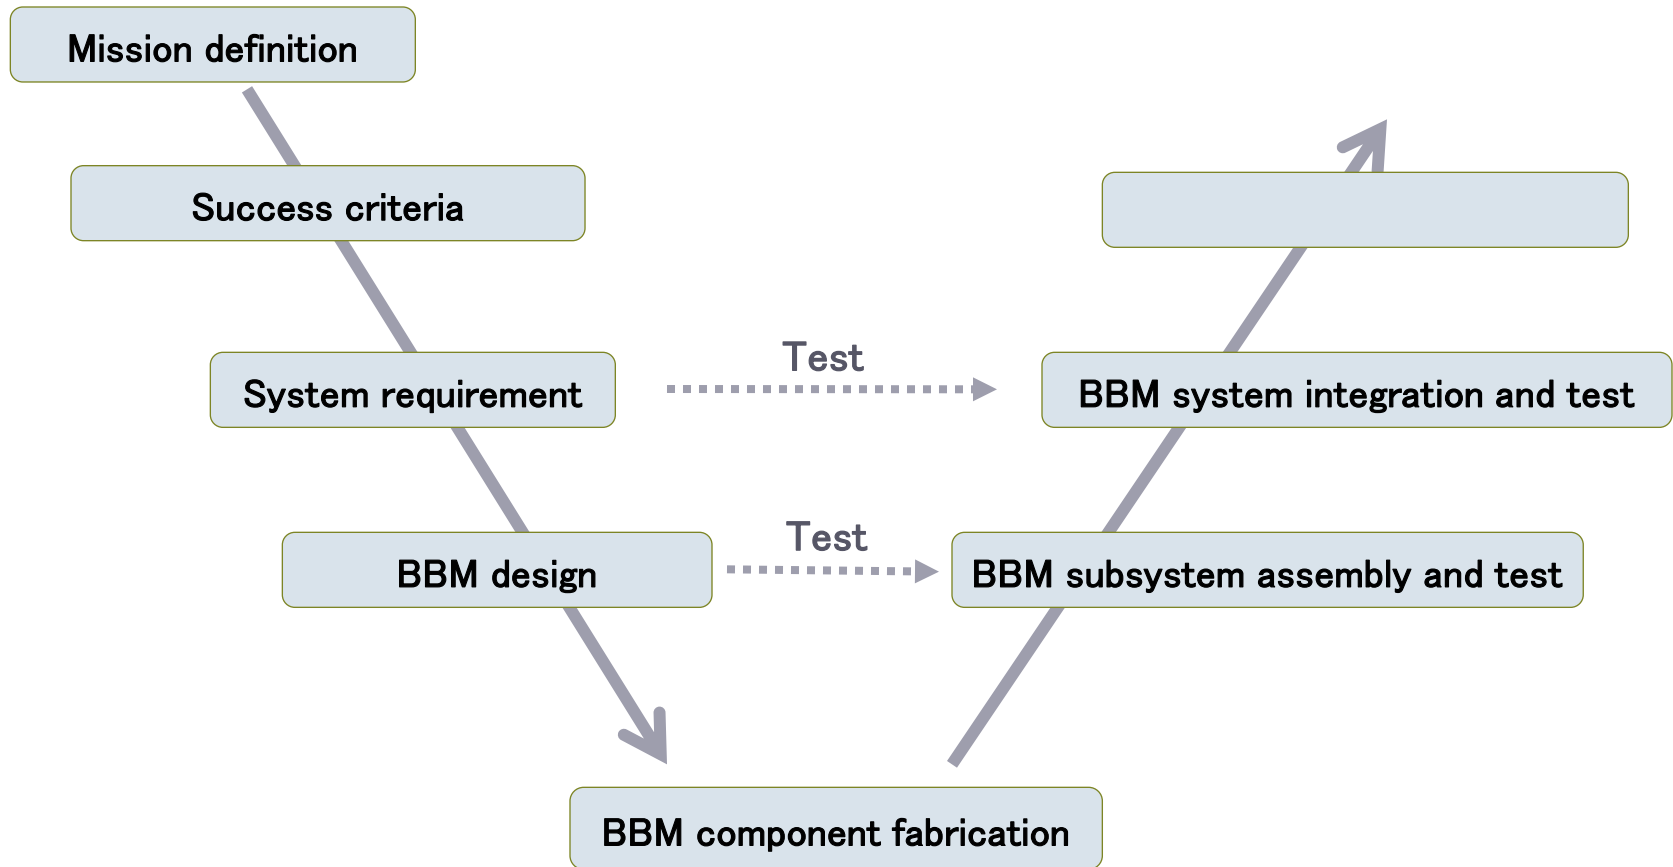 Mission definition
Success criteria
System requirement
Test
BBM system integration and test
BBM design
Test
BBM subsystem assembly and test
BBM component fabrication